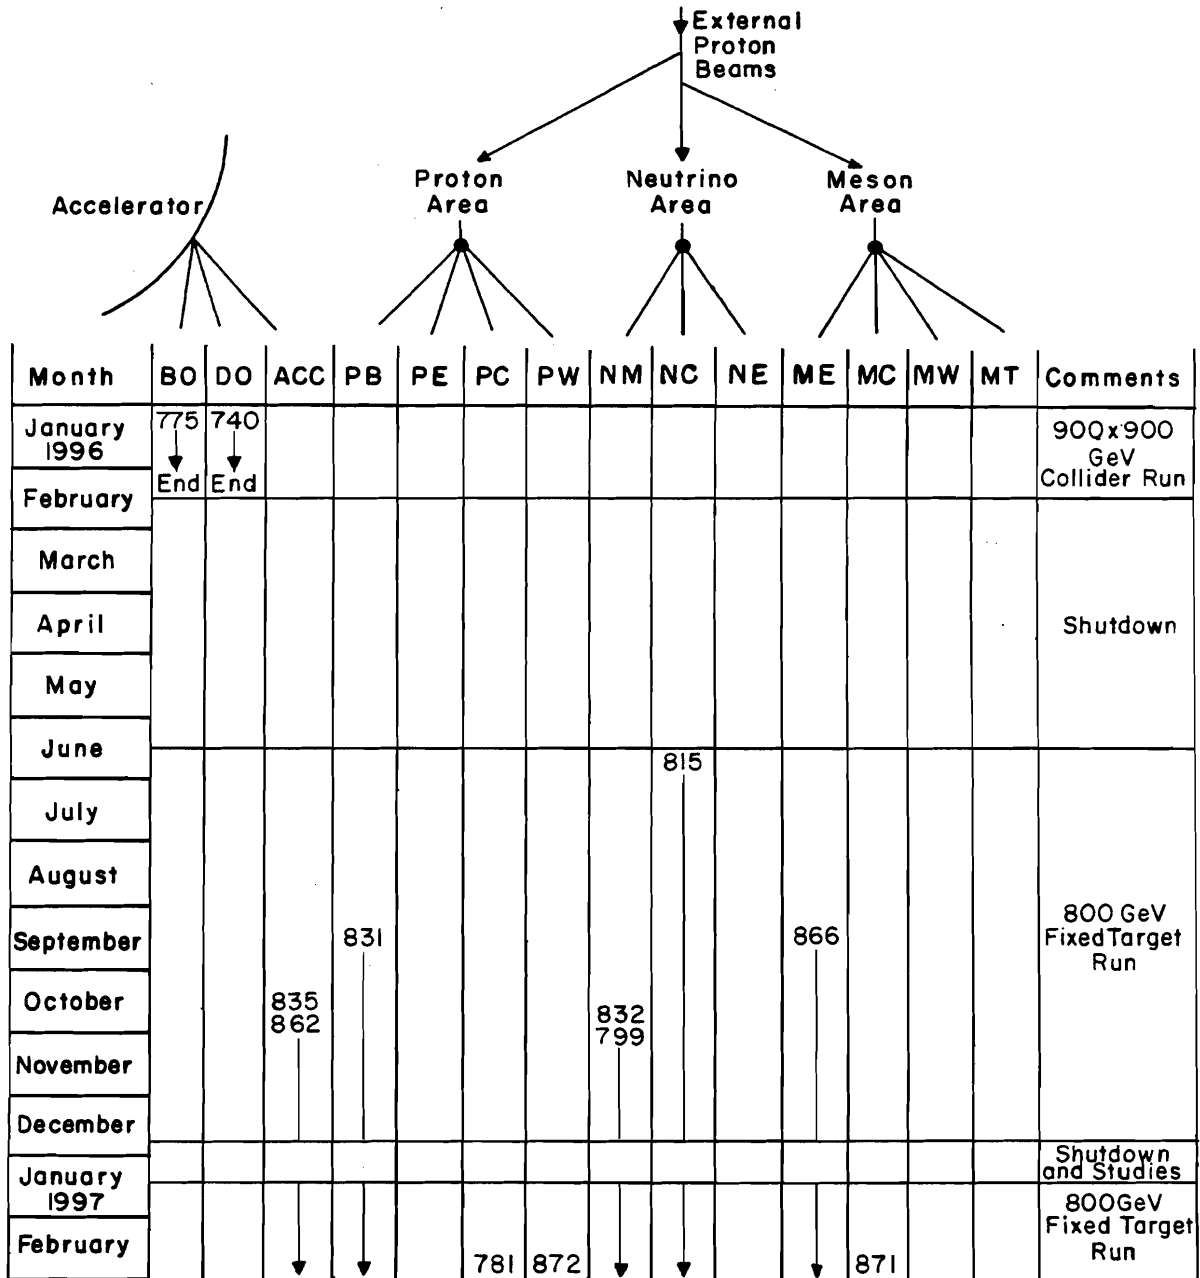 External
Proton
Beams
Accelerator
Proton
Area
Neutrino
Area
Meson
Area
Month BO DO ACC PB PE PC PW NM NC NE ME MC MW MT Comments
January
1996
775 740
End End
900x900
GeV
Collider Run
February
March
April
Shutdown
May
June
815
July
August
September
831
866
800 GeV
Fixed Target
Run
October
835
862
832
799
November
December
Shutdown
and Studies
January
1997
800GeV
Fixed Target
Run
February
781 872 871